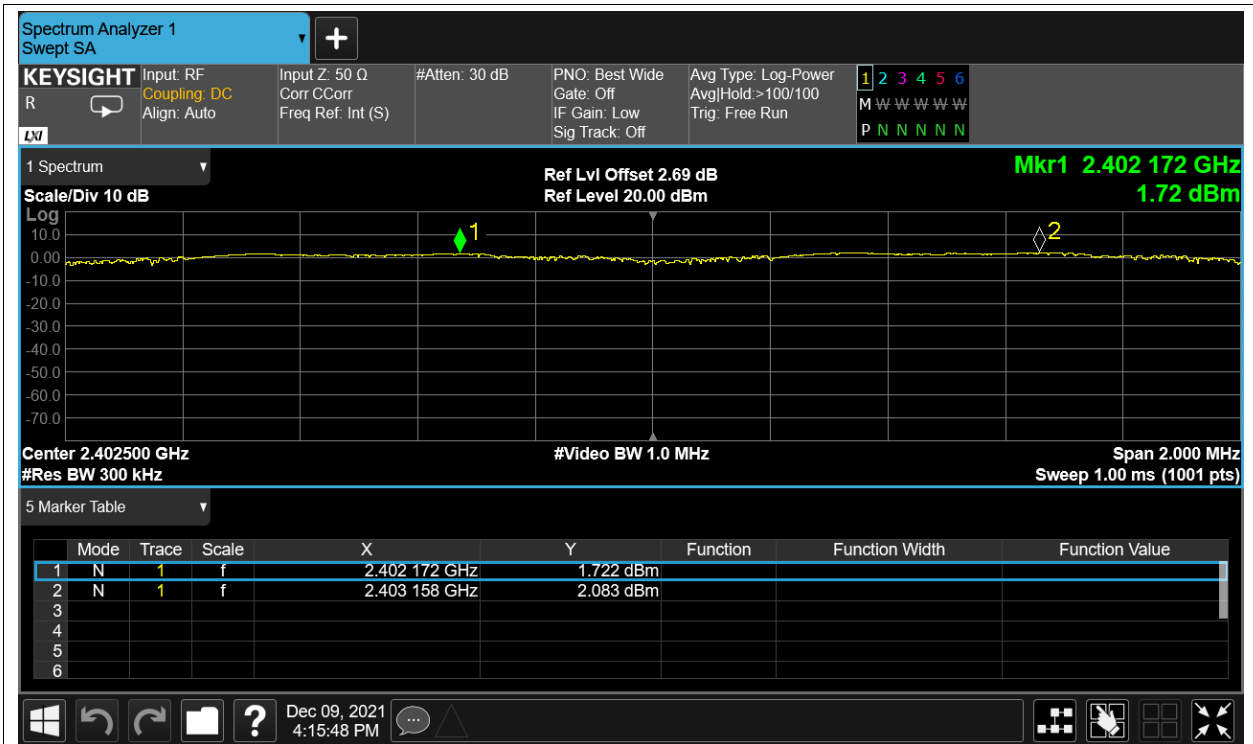 Spectrum Analyzer 1
Swept SA
+
KEYSIGHT
R
LXI
Input: RF
Coupling: DC
Align: Auto
Input Z: 50 Ω
Corr CCorr
Freq Ref: Int (S)
#Atten: 30 dB
PNO: Best Wide
Gate: Off
IF Gain: Low
Sig Track: Off
Avg Type: Log-Power
Avg|Hold:>100/100
Trig: Free Run
1 2 3 4 5 6
M W W W W W
P N N N N N
1 Spectrum
Scale/Div 10 dB
Ref Lvl Offset 2.69 dB
Ref Level 20.00 dBm
Mkr1 2.402 172 GHz
1.72 dBm
Log
10.0
0.00
-10.0
-20.0
-30.0
-40.0
-50.0
-60.0
-70.0
1
2
Center 2.402500 GHz
#Res BW 300 kHz
#Video BW 1.0 MHz
Span 2.000 MHz
Sweep 1.00 ms (1001 pts)
5 Marker Table
Mode Trace Scale X Y Function Function Width Function Value
1 N 1 f 2.402 172 GHz 1.722 dBm
2 N 1 f 2.403 158 GHz 2.083 dBm
3
4
5
6
?
Dec 09, 2021
4:15:48 PM